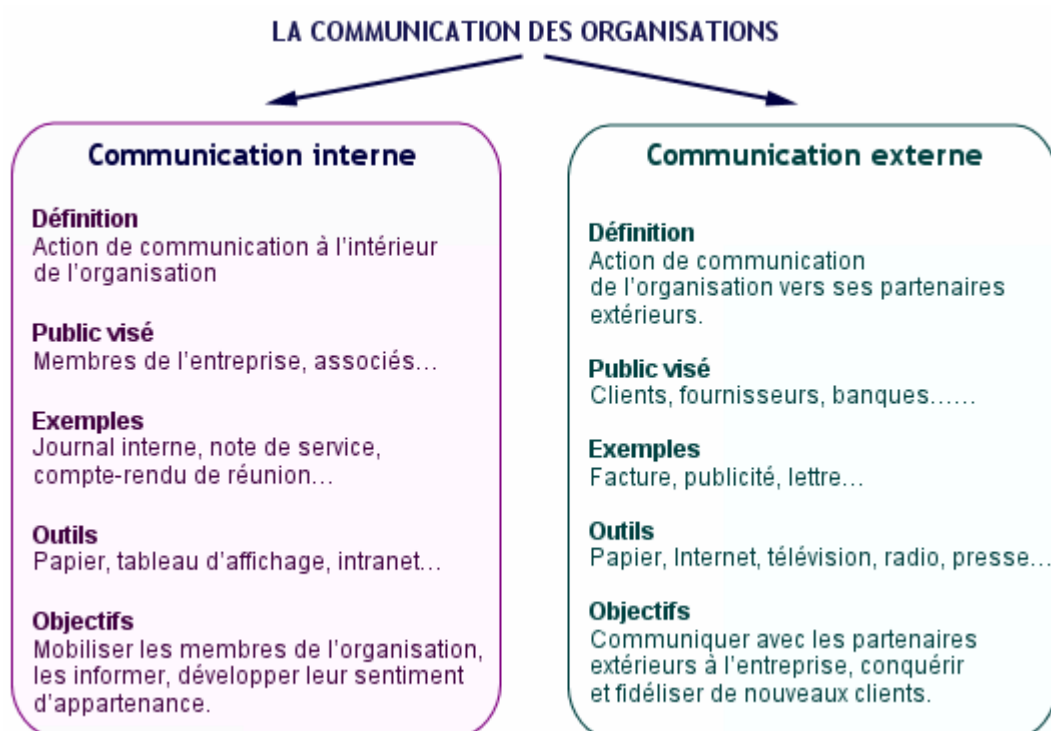 LA COMMUNICATION DES ORGANISATIONS
Communication interne
Définition
Action de communication à l'intérieur
de l'organisation
Public visé
Membres de l'entreprise, associés…
Exemples
Journal interne, note de service,
compte-rendu de réunion…
Outils
Papier, tableau d'affichage, intranet…
Objectifs
Mobiliser les membres de l'organisation,
les informer, développer leur sentiment
d'appartenance.
Communication externe
Définition
Action de communication
de l'organisation vers ses partenaires
extérieurs.
Public visé
Clients, fournisseurs, banques……
Exemples
Facture, publicité, lettre…
Outils
Papier, Internet, télévision, radio, presse…
Objectifs
Communiquer avec les partenaires
extérieurs à l'entreprise, conquérir
et fidéliser de nouveaux clients.